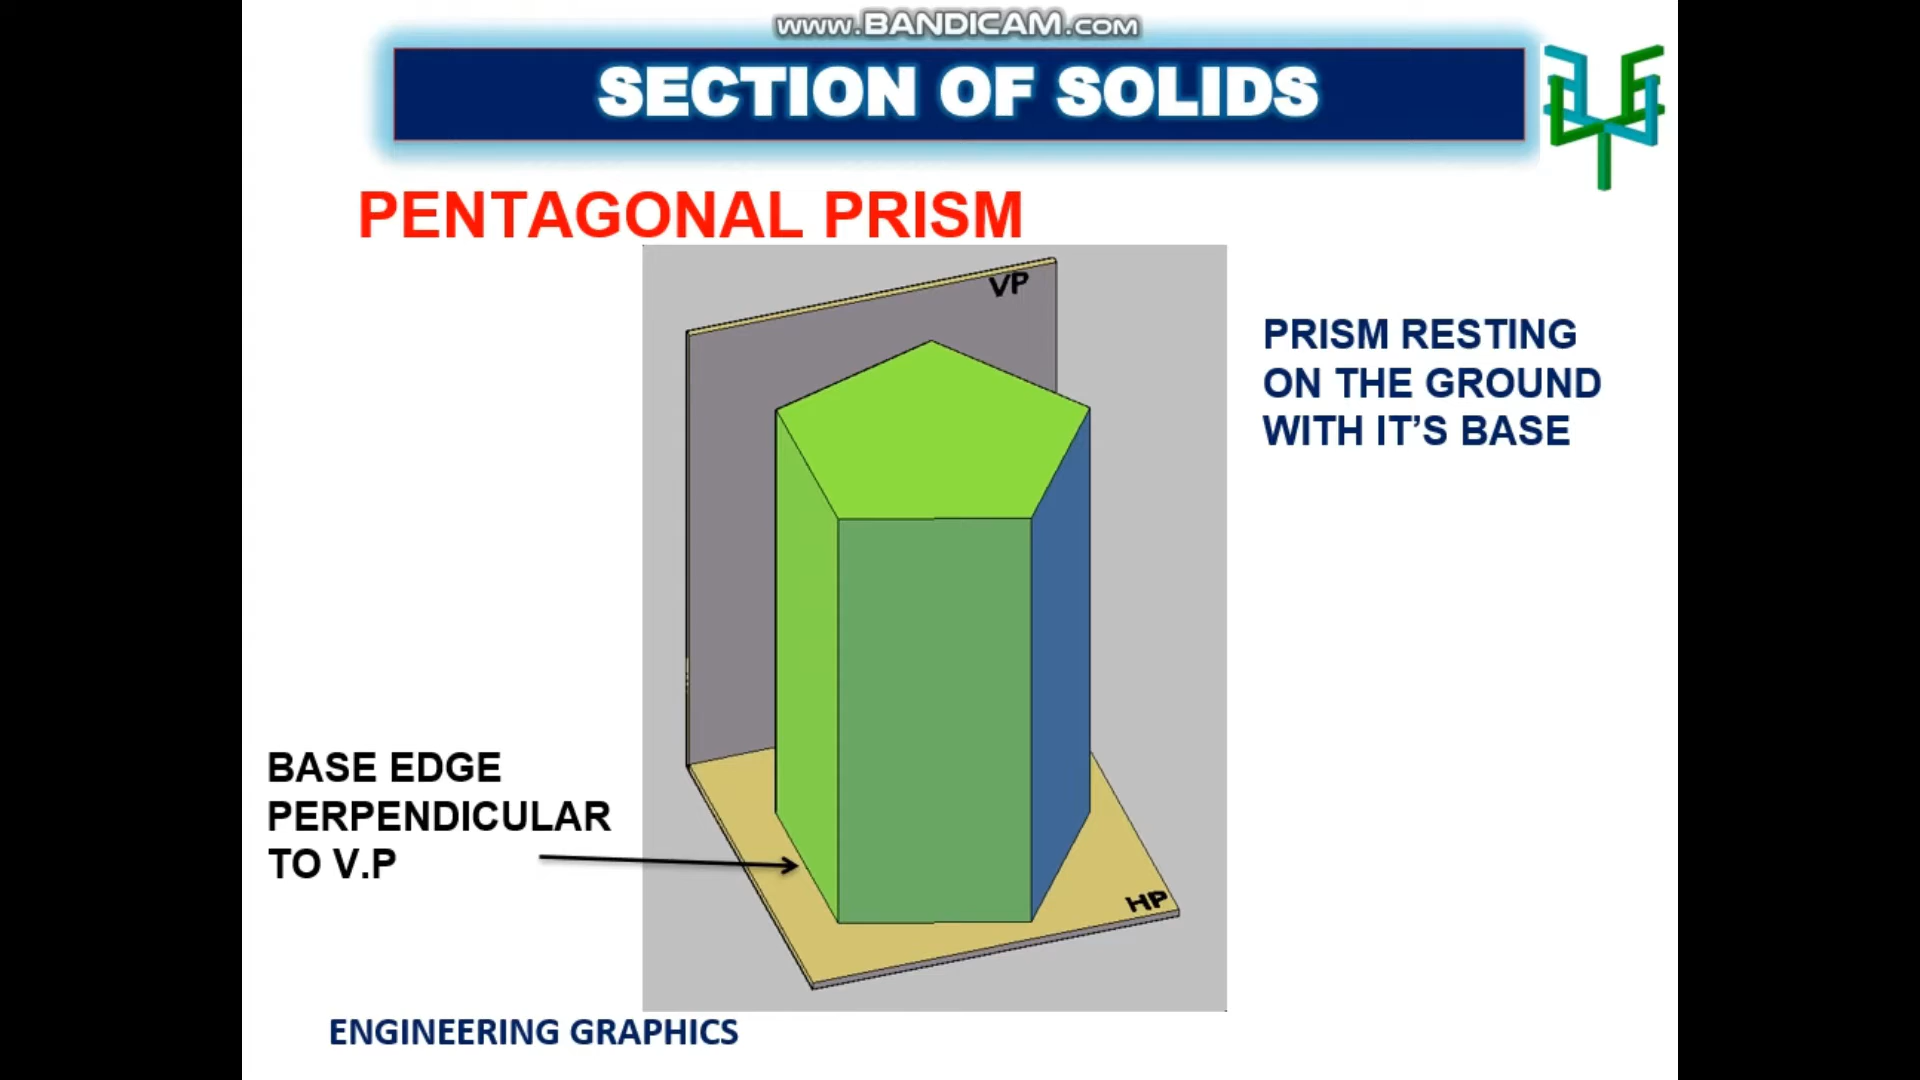 www.BANDICAM.com
SECTION OF SOLIDS
PENTAGONAL PRISM
VP
PRISM RESTING
ON THE GROUND
WITH IT’S BASE
BASE EDGE
PERPENDICULAR
TO V.P
HP
ENGINEERING GRAPHICS